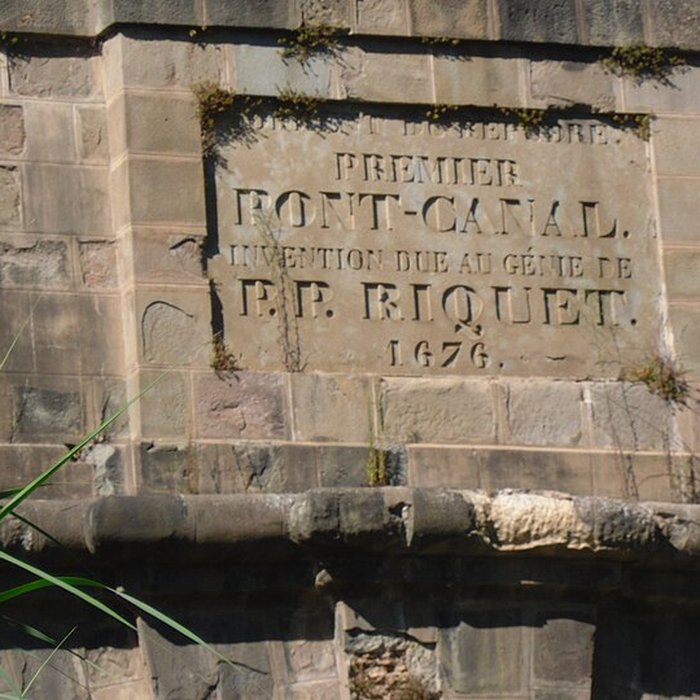 PREMIER
PONT-CANAL.
INVENTION DUE AU GÉNIE DE
P.P. RIQUET.
1676.